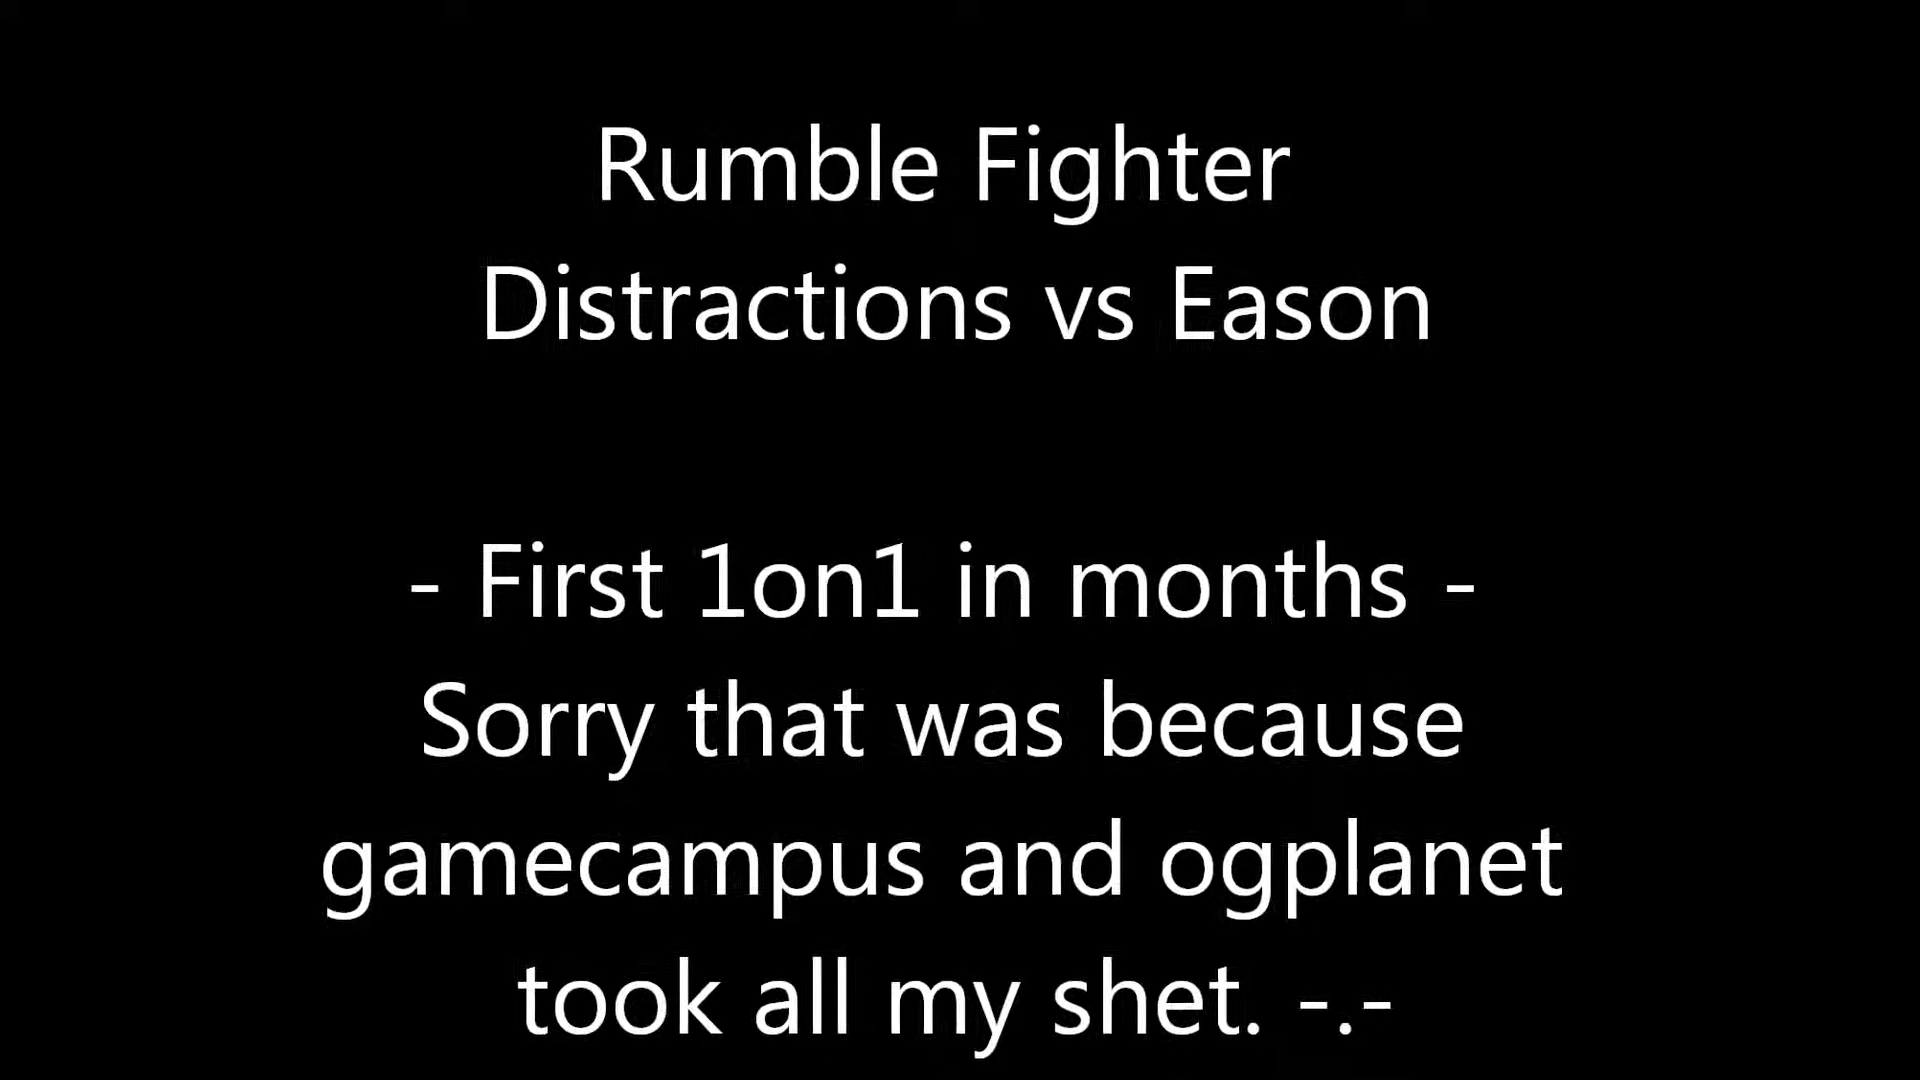 Rumble Fighter
Distractions vs Eason
- First 1on1 in months -
Sorry that was because
gamecampus and ogplanet
took all my shet. -.-